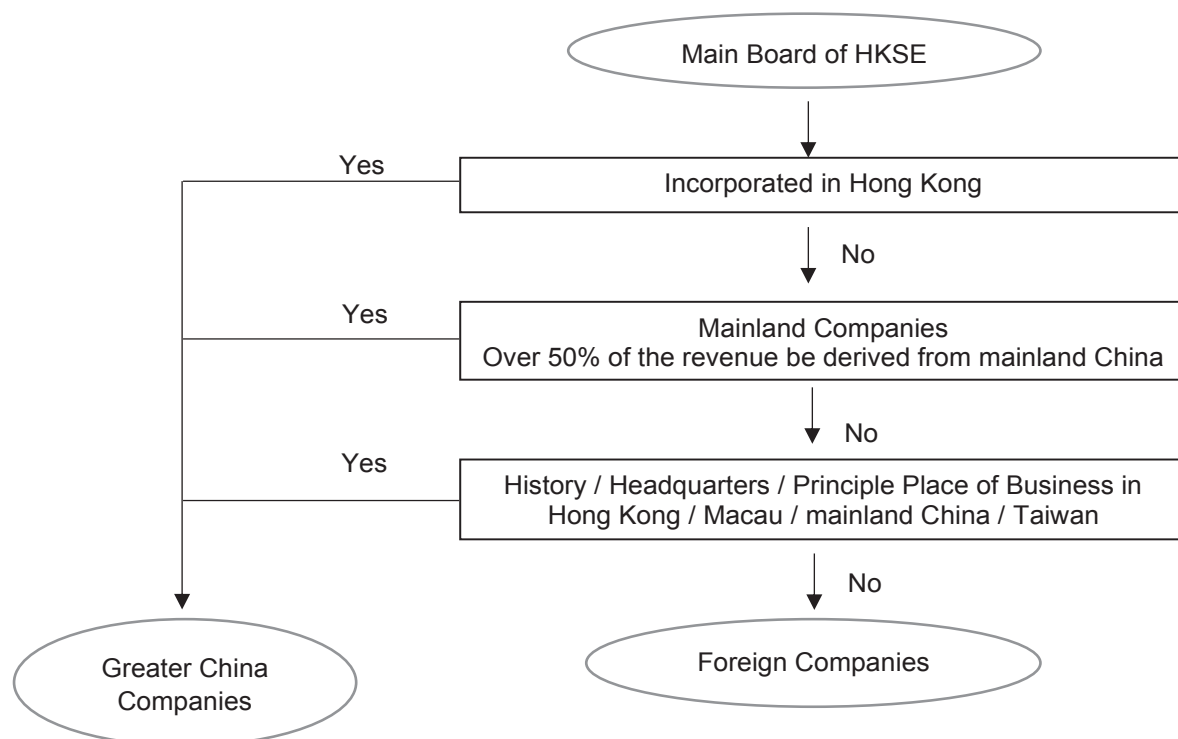 Main Board of HKSE
Yes
Incorporated in Hong Kong
No
Yes
Mainland Companies
Over 50% of the revenue be derived from mainland China
No
Yes
History / Headquarters / Principle Place of Business in
Hong Kong / Macau / mainland China / Taiwan
No
Greater China
Companies
Foreign Companies